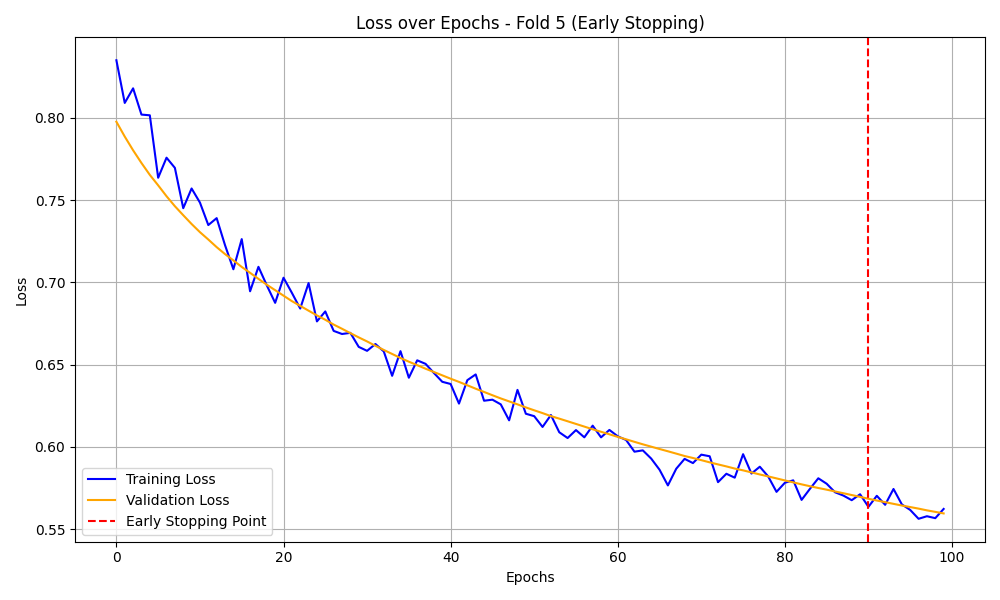 Loss over Epochs - Fold 5 (Early Stopping)
Loss
0.80
0.75
0.70
0.65
0.60
0.55
Training Loss
Validation Loss
Early Stopping Point
0 20 40 60 80 100
Epochs